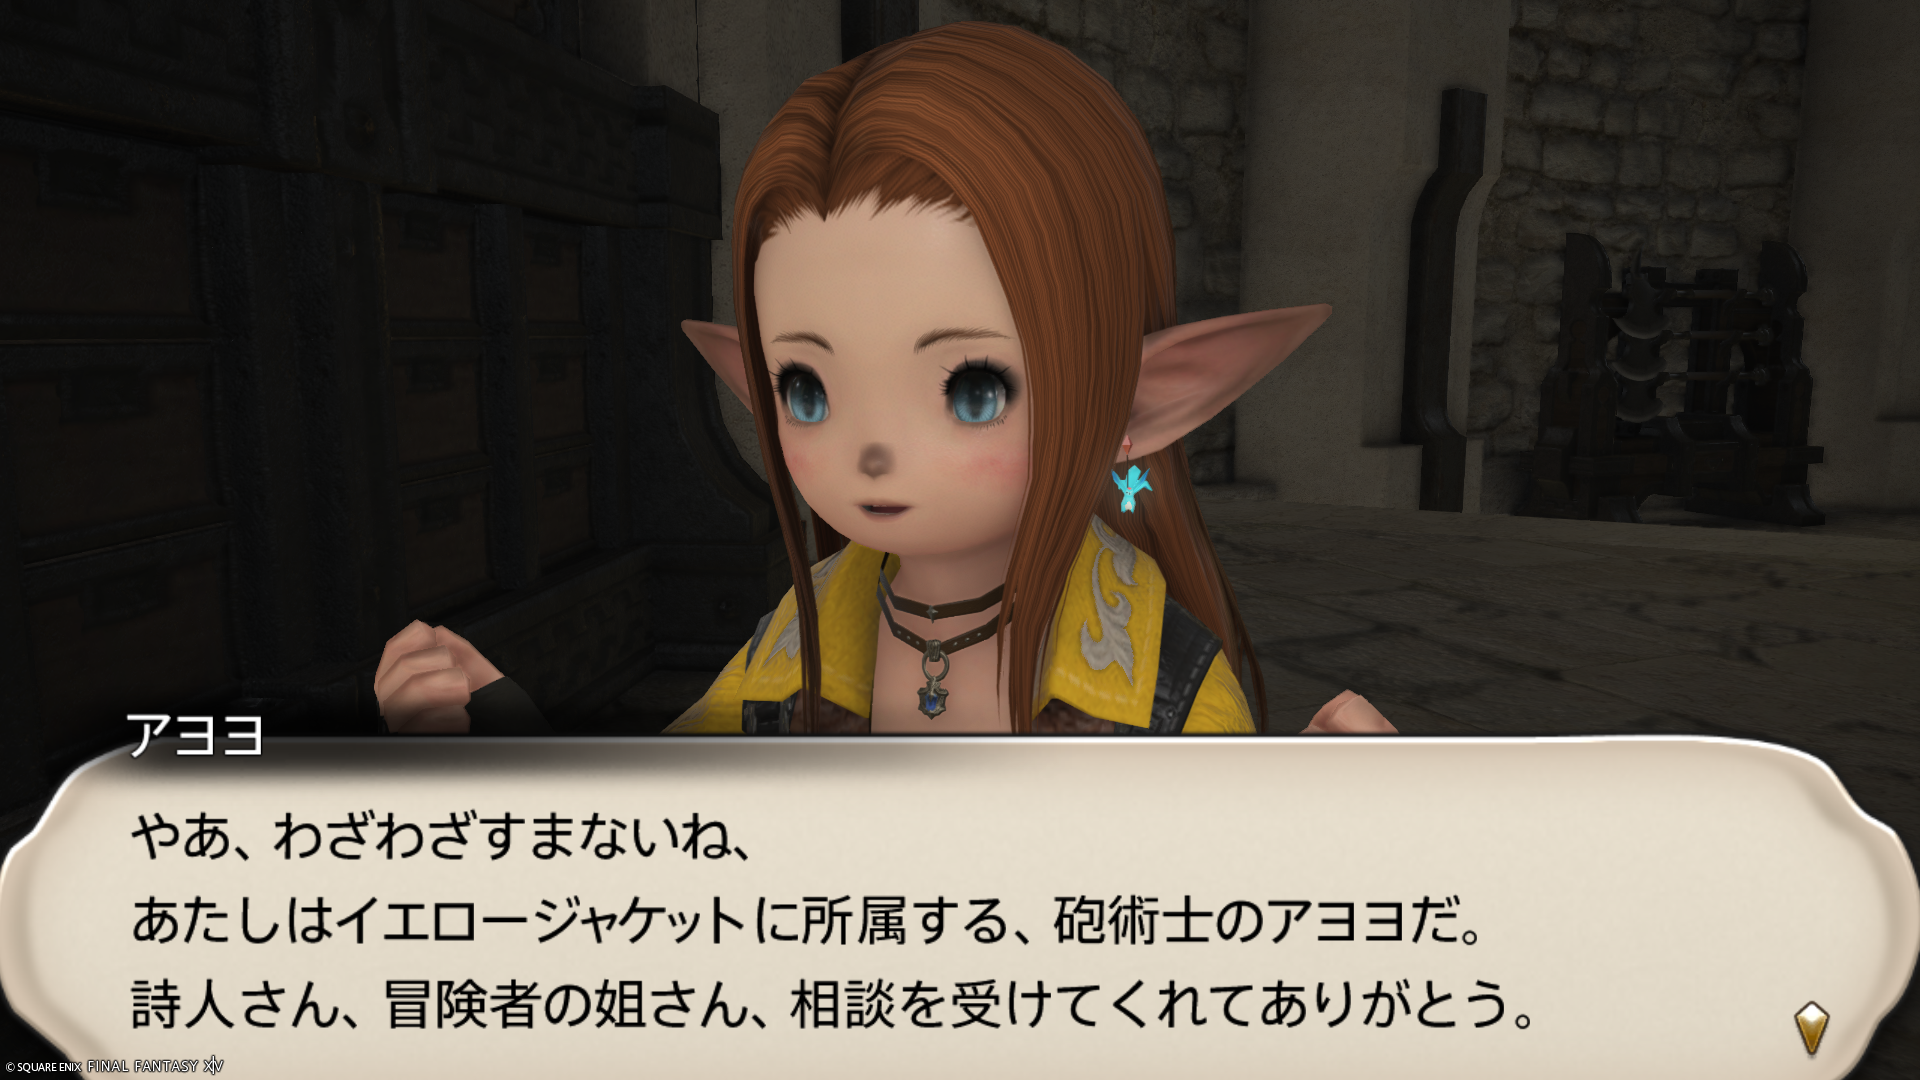 アヨヨ
やあ、わざわざすまないね、
あたしはイエロージャケットに所属する、砲術士のアヨヨだ。
詩人さん、冒険者の姐さん、相談を受けてくれてありがとう。
© SQUARE ENIX FINAL FANTASY XIV